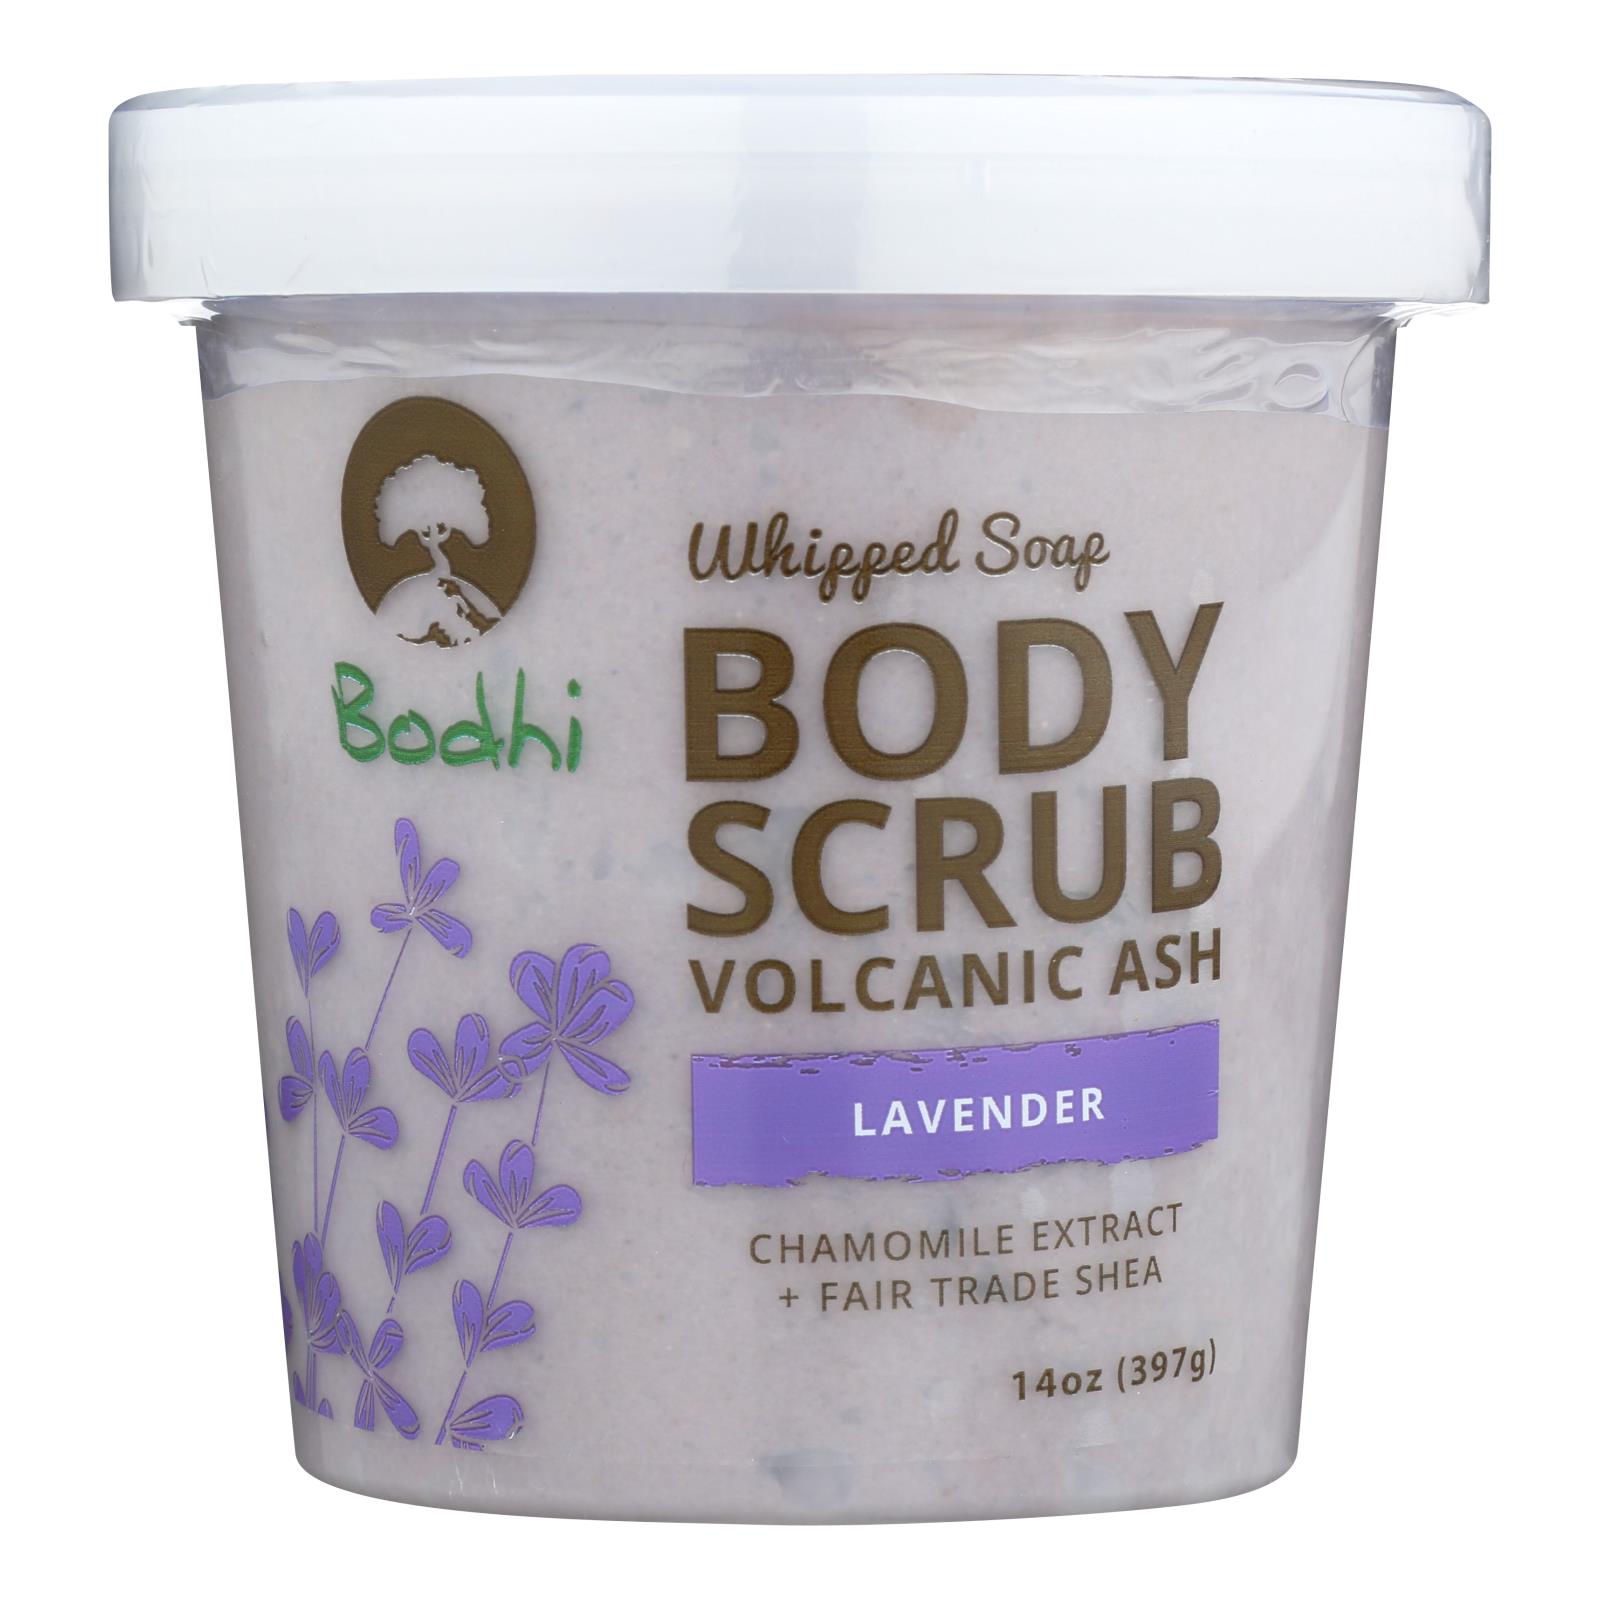 Bodhi
Whipped Soap
BODY
SCRUB
VOLCANIC ASH
LAVENDER
CHAMOMILE EXTRACT
+ FAIR TRADE SHEA
14oz (397g)